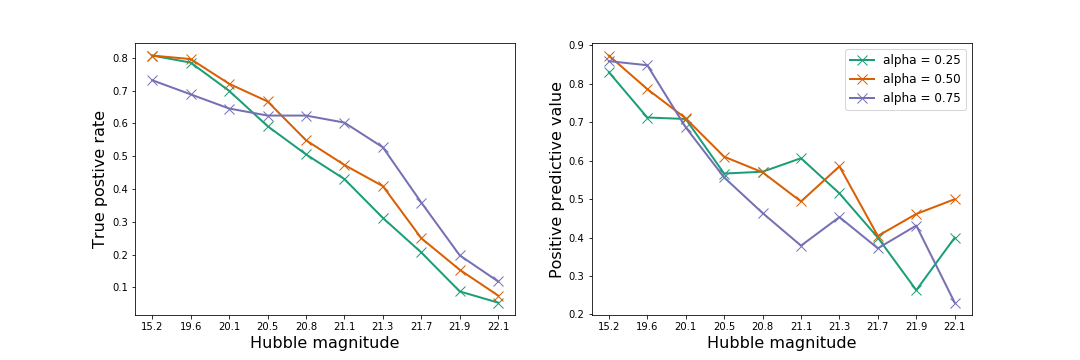 True postive rate
0.8
0.7
0.6
0.5
0.4
0.3
0.2
0.1
15.2 19.6 20.1 20.5 20.8 21.1 21.3 21.7 21.9 22.1
Hubble magnitude
Positive predictive value
0.9
0.8
0.7
0.6
0.5
0.4
0.3
0.2
alpha = 0.25
alpha = 0.50
alpha = 0.75
15.2 19.6 20.1 20.5 20.8 21.1 21.3 21.7 21.9 22.1
Hubble magnitude